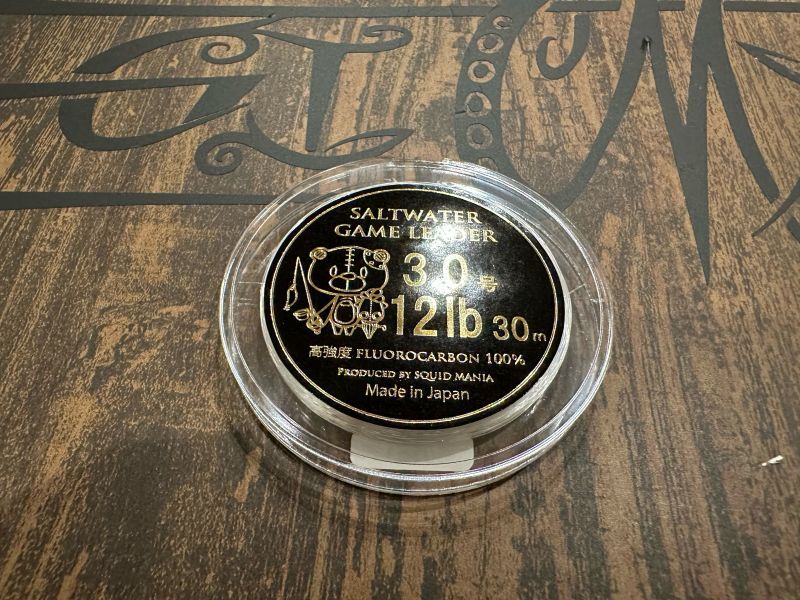 SALTWATER
GAME LEADER
3.0号
12lb 30m
高強度 FLUOROCARBON 100%
PRODUCED BY SQUID MANIA
Made in Japan